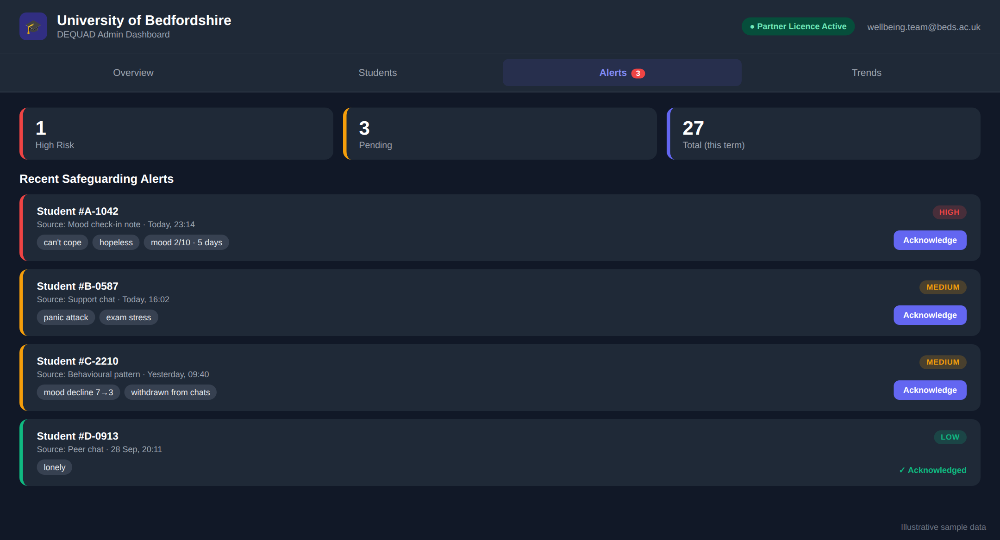 University of Bedfordshire
DEQUAD Admin Dashboard
Partner Licence Active
wellbeing.team@beds.ac.uk
Overview
Students
Alerts 3
Trends
1
High Risk
3
Pending
27
Total (this term)
Recent Safeguarding Alerts
Student #A-1042
HIGH
Source: Mood check-in note · Today, 23:14
can't cope
hopeless
mood 2/10 · 5 days
Acknowledge
Student #B-0587
MEDIUM
Source: Support chat · Today, 16:02
panic attack
exam stress
Acknowledge
Student #C-2210
MEDIUM
Source: Behavioural pattern · Yesterday, 09:40
mood decline 7→3
withdrawn from chats
Acknowledge
Student #D-0913
LOW
Source: Peer chat · 28 Sep, 20:11
lonely
✓ Acknowledged
Illustrative sample data